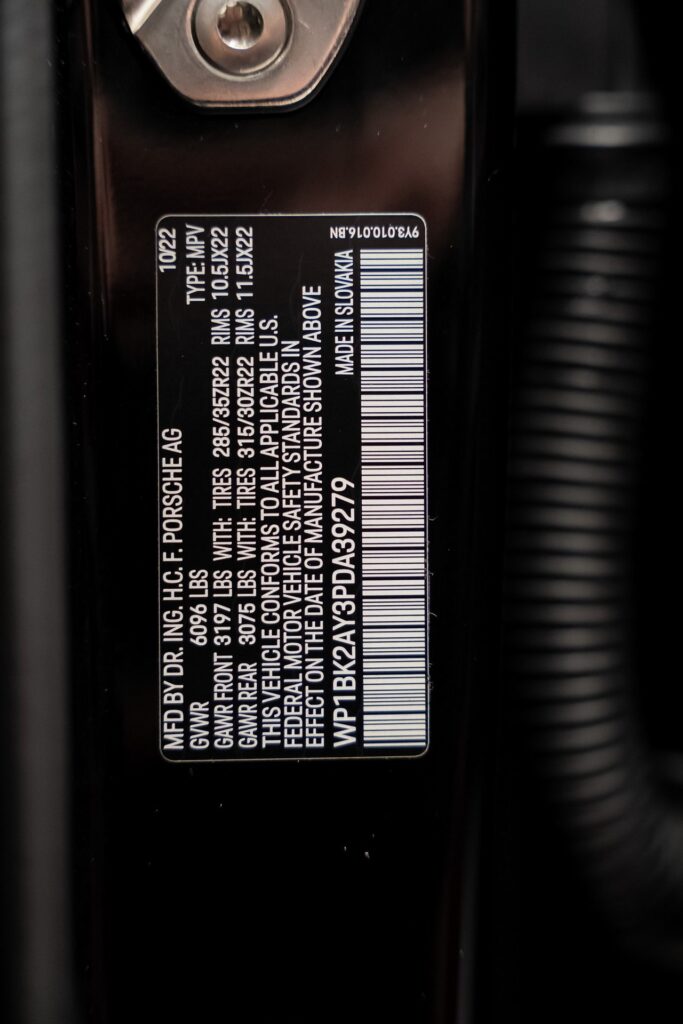 MFD BY DR. ING. H.C. F. PORSCHE AG 10/22
GVWR 6096 LBS TYPE: MPV
GAWR FRONT 3197 LBS WITH: TIRES 285/35ZR22 RIMS 10.5JX22
GAWR REAR 3075 LBS WITH: TIRES 315/30ZR22 RIMS 11.5JX22
THIS VEHICLE CONFORMS TO ALL APPLICABLE U.S.
FEDERAL MOTOR VEHICLE SAFETY STANDARDS IN
EFFECT ON THE DATE OF MANUFACTURE SHOWN ABOVE
WP1BK2AY3PDA39279 MADE IN SLOVAKIA
9Y3.010.016.BN